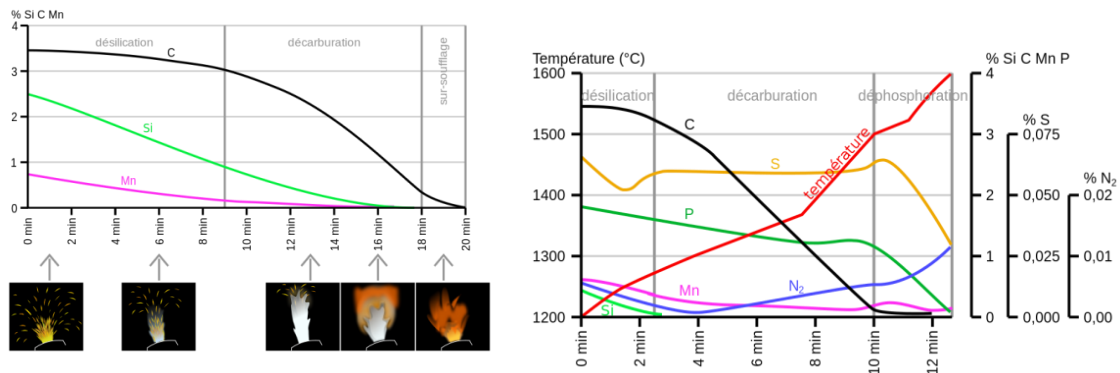 % Si C Mn
4
3
2
1
0
désilication
décarburation
sur-soufflage
C
Si
Mn
0 min
2 min
4 min
6 min
8 min
10 min
12 min
14 min
16 min
18 min
20 min
Température (°C)
1600
1500
1400
1300
1200
désilication
décarburation
déphosphoration
C
S
P
Mn
N2
Si
température
0 min
2 min
4 min
6 min
8 min
10 min
12 min
% Si C Mn P
4
3
2
1
0
% S
0,075
0,050
0,025
0,000
% N2
0,02
0,01
0,00